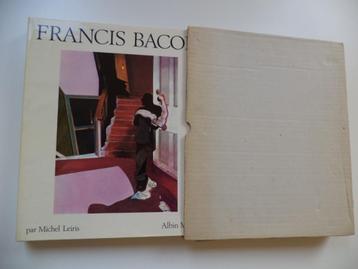 FRANCIS BACO
par Michel Leiris
Albin M